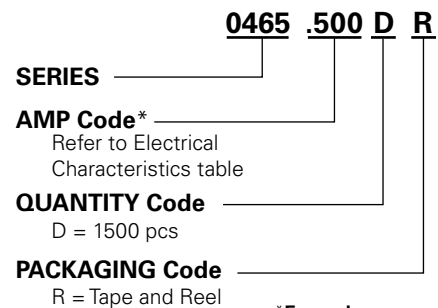 0465 .500 D R
SERIES
AMP Code*
Refer to Electrical
Characteristics table
QUANTITY Code
D = 1500 pcs
PACKAGING Code
R = Tape and Reel